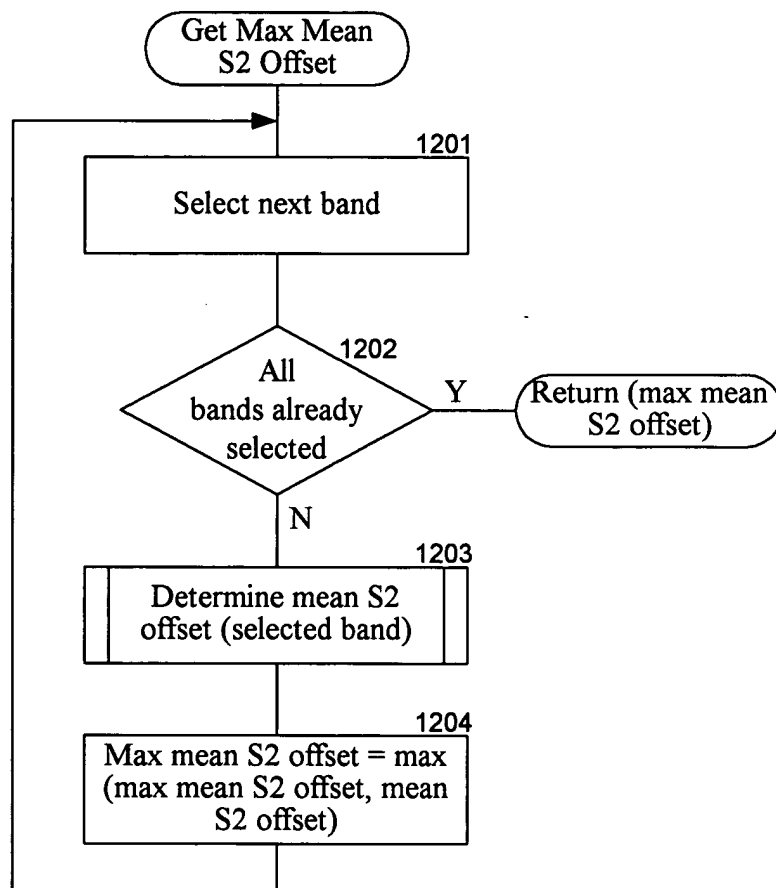 Get Max Mean
S2 Offset
1201
Select next band
1202
All
bands already
selected
Y
Return (max mean
S2 offset)
N
1203
Determine mean S2
offset (selected band)
1204
Max mean S2 offset = max
(max mean S2 offset, mean
S2 offset)